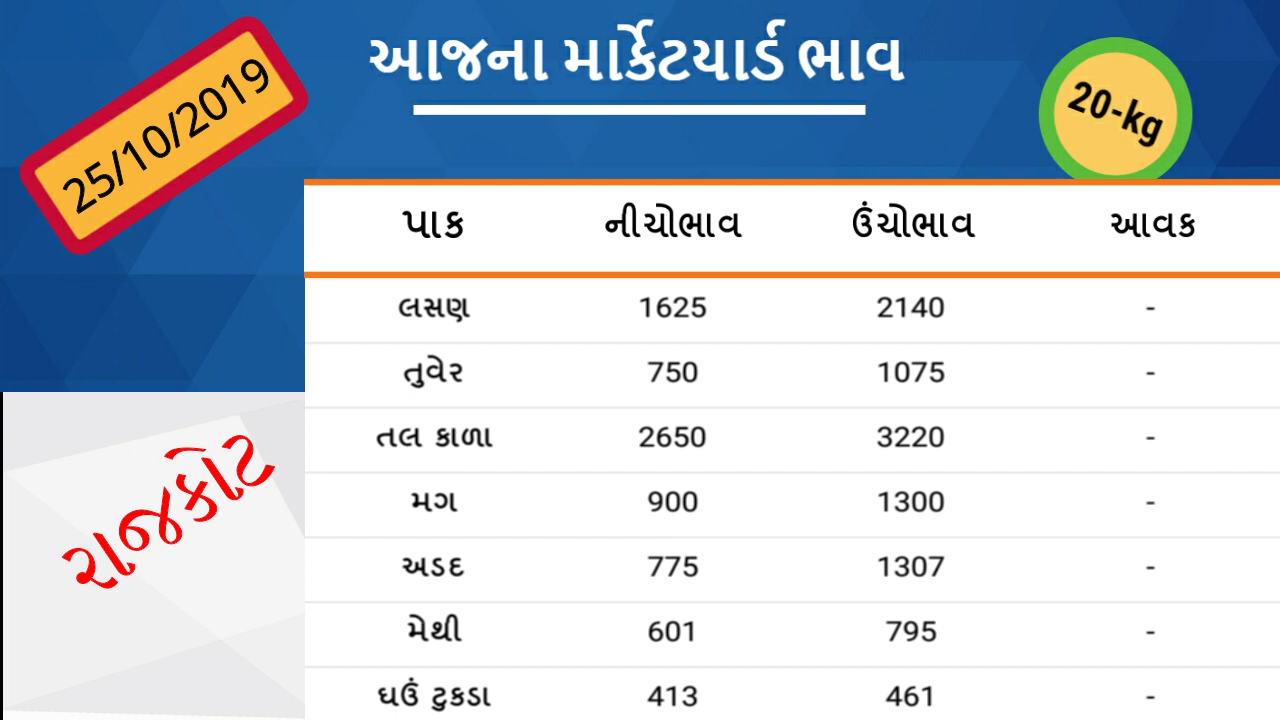 આજના માર્કેટયાર્ડ ભાવ
25/10/2019
20-kg
પાક નીચોભાવ ઉંચોભાવ આવક
લસણ 1625 2140 -
તુવેર 750 1075 -
તલ કાળા 2650 3220 -
મગ 900 1300 -
અડદ 775 1307 -
મેથી 601 795 -
ઘઉં ટુકડા 413 461 -
રાજકોટ